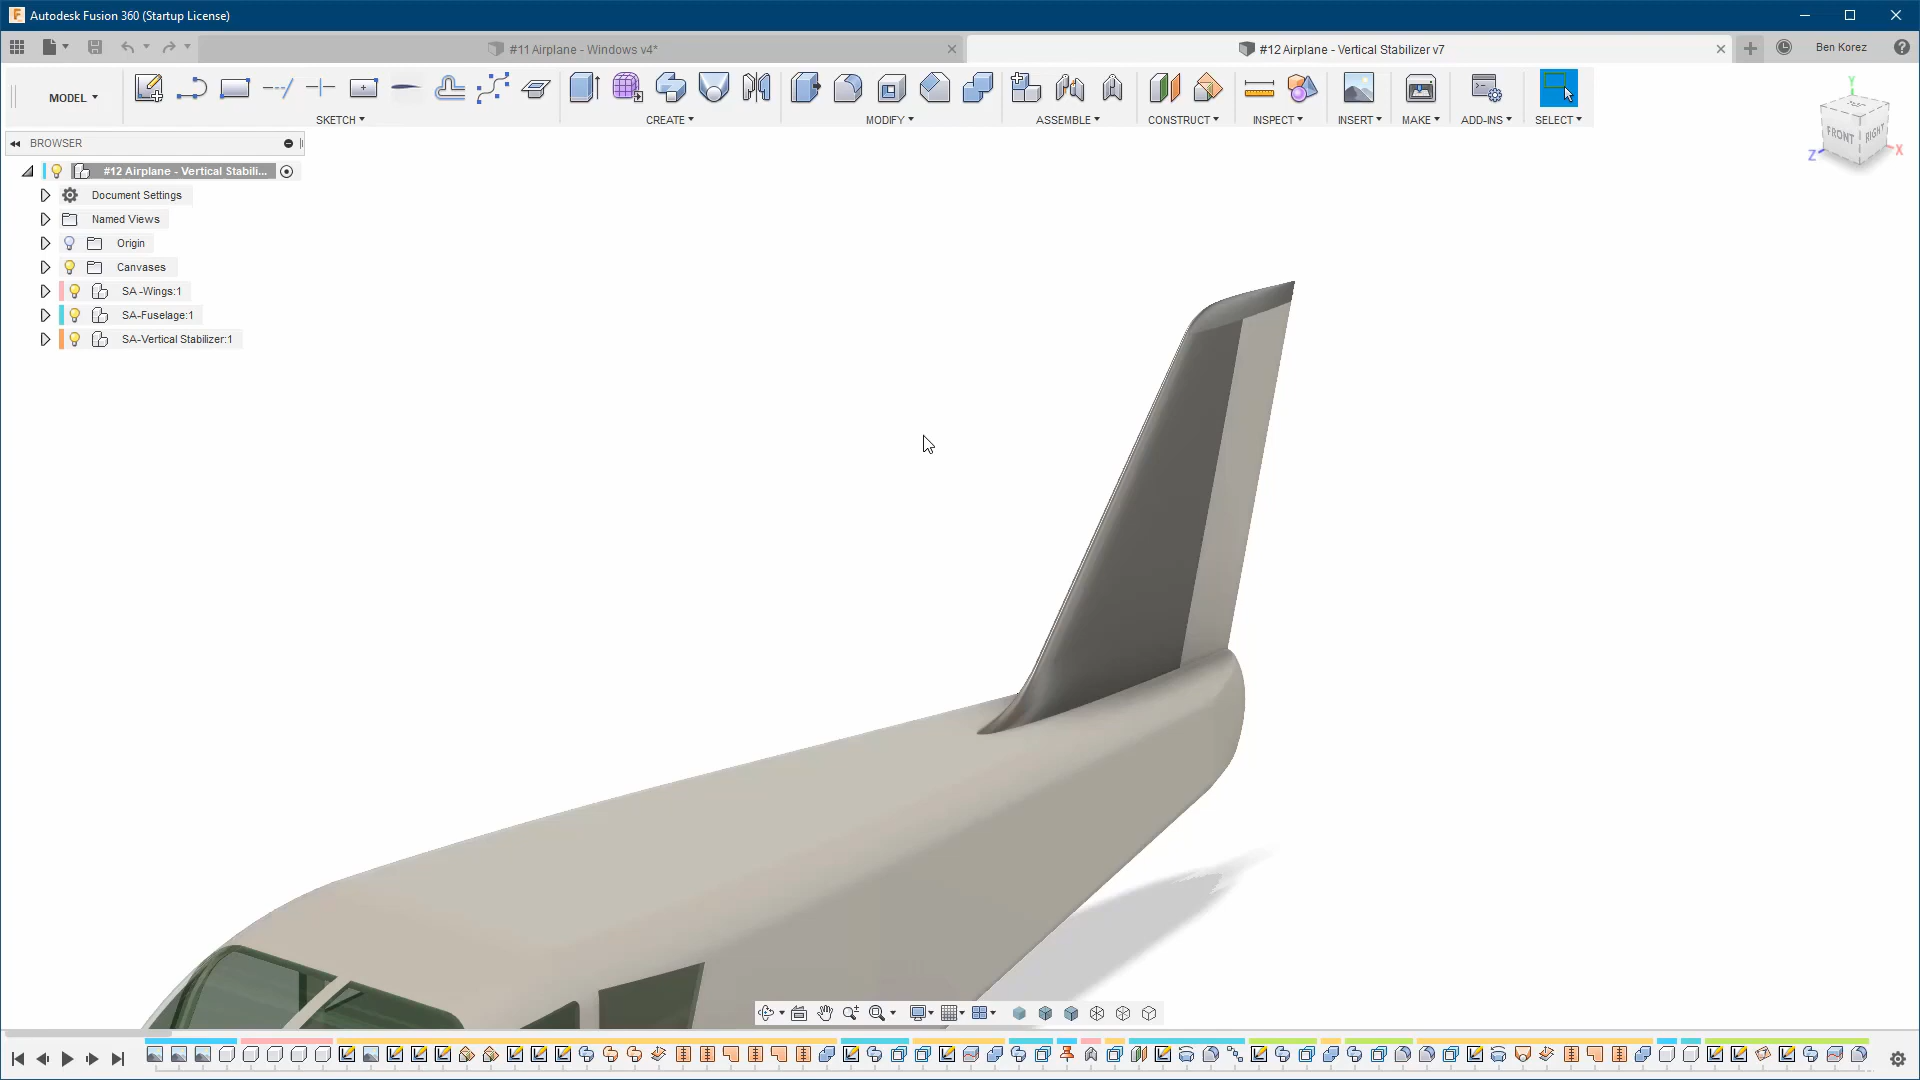 Autodesk Fusion 360 (Startup License)
#11 Airplane - Windows v4*
#12 Airplane - Vertical Stabilizer v7
Ben Korez
MODEL
SKETCH
CREATE
MODIFY
ASSEMBLE
CONSTRUCT
INSPECT
INSERT
MAKE
ADD-INS
SELECT
Y
FRONT
RIGHT
Z
X
BROWSER
#12 Airplane - Vertical Stabili...
Document Settings
Named Views
Origin
Canvases
SA -Wings:1
SA-Fuselage:1
SA-Vertical Stabilizer:1